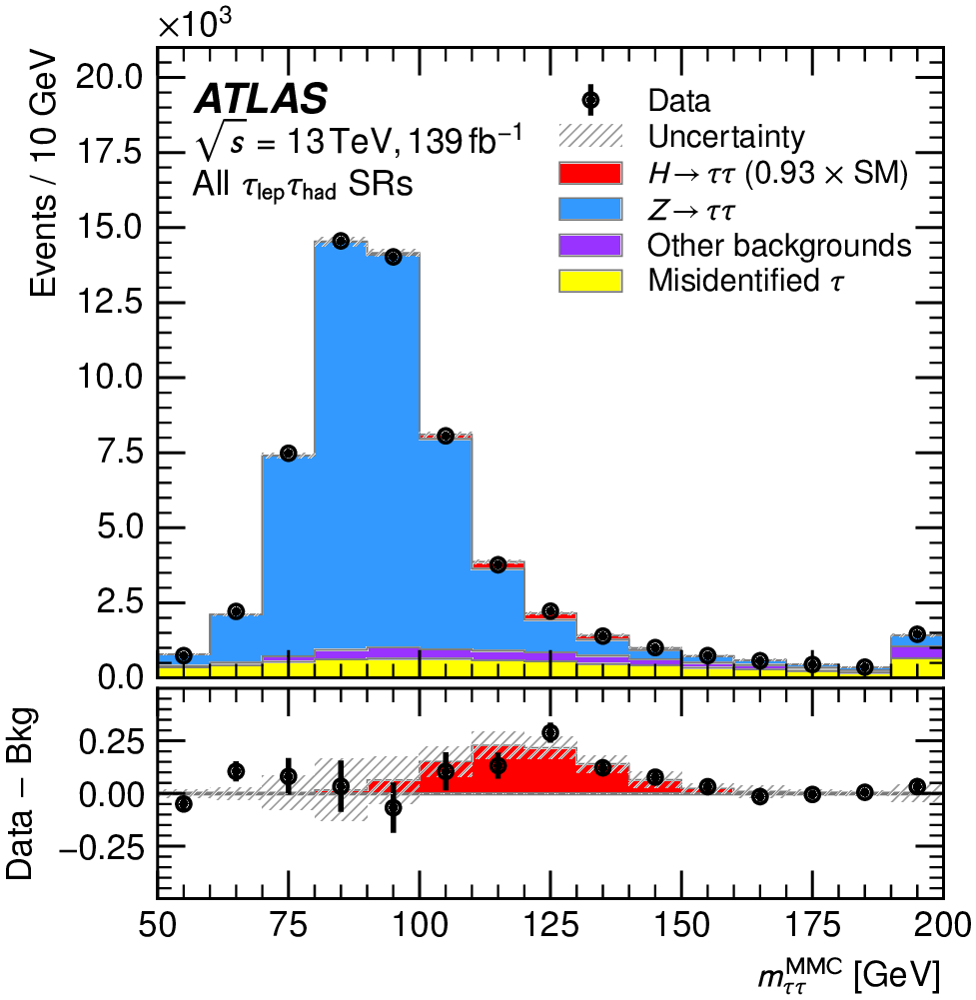 ×10³
Events / 10 GeV
20.0
17.5
15.0
12.5
10.0
7.5
5.0
2.5
0.0
ATLAS
√s = 13 TeV, 139 fb⁻¹
All τlepτhad SRs
Data
Uncertainty
H → ττ (0.93 × SM)
Z → ττ
Other backgrounds
Misidentified τ
Data − Bkg
0.25
0.00
−0.25
50 75 100 125 150 175 200
mττMMC [GeV]